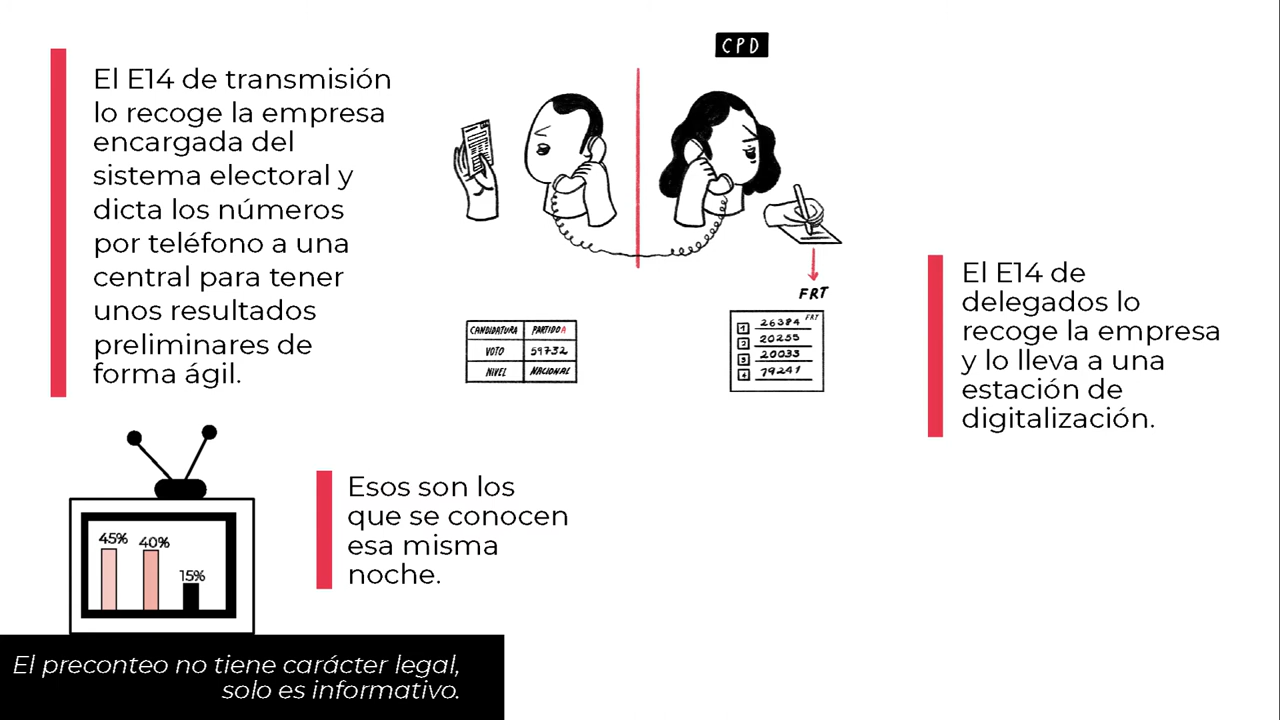 El E14 de transmisión
lo recoge la empresa
encargada del
sistema electoral y
dicta los números
por teléfono a una
central para tener
unos resultados
preliminares de
forma ágil.
CPD
FRT
CANDIDATURA PARTIDO A
VOTO 59732
NIVEL NACIONAL
FRT
1 26384
2 20255
3 20033
4 79241
El E14 de
delegados lo
recoge la empresa
y lo lleva a una
estación de
digitalización.
45% 40%
15%
Esos son los
que se conocen
esa misma
noche.
El preconteo no tiene carácter legal,
solo es informativo.